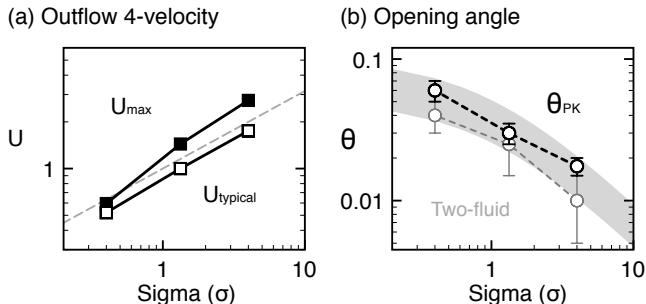 (a) Outflow 4-velocity
(b) Opening angle
U
1
Umax
Utypical
1
10
Sigma (σ)
θ
0.1
0.01
θPK
Two-fluid
1
10
Sigma (σ)